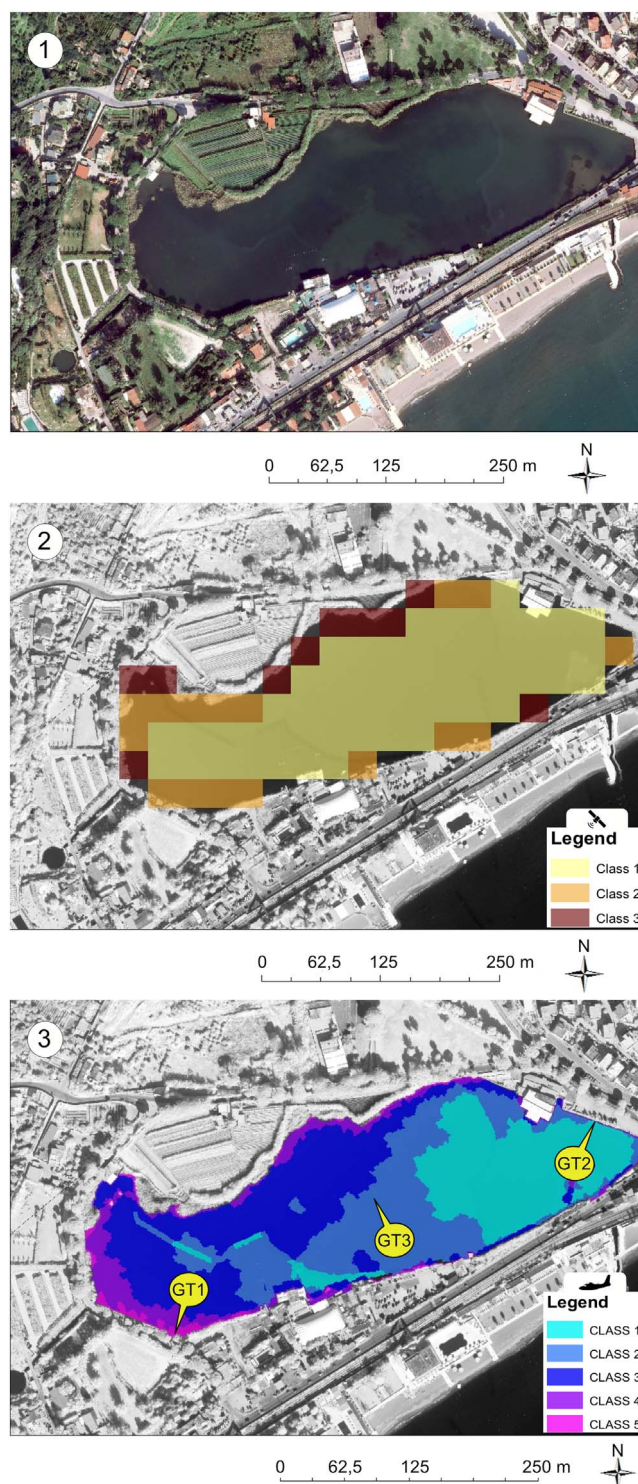 1
N
0 62,5 125 250 m
2
Legend
Class 1
Class 2
Class 3
N
0 62,5 125 250 m
3
GT2
GT3
GT1
Legend
CLASS 1
CLASS 2
CLASS 3
CLASS 4
CLASS 5
N
0 62,5 125 250 m